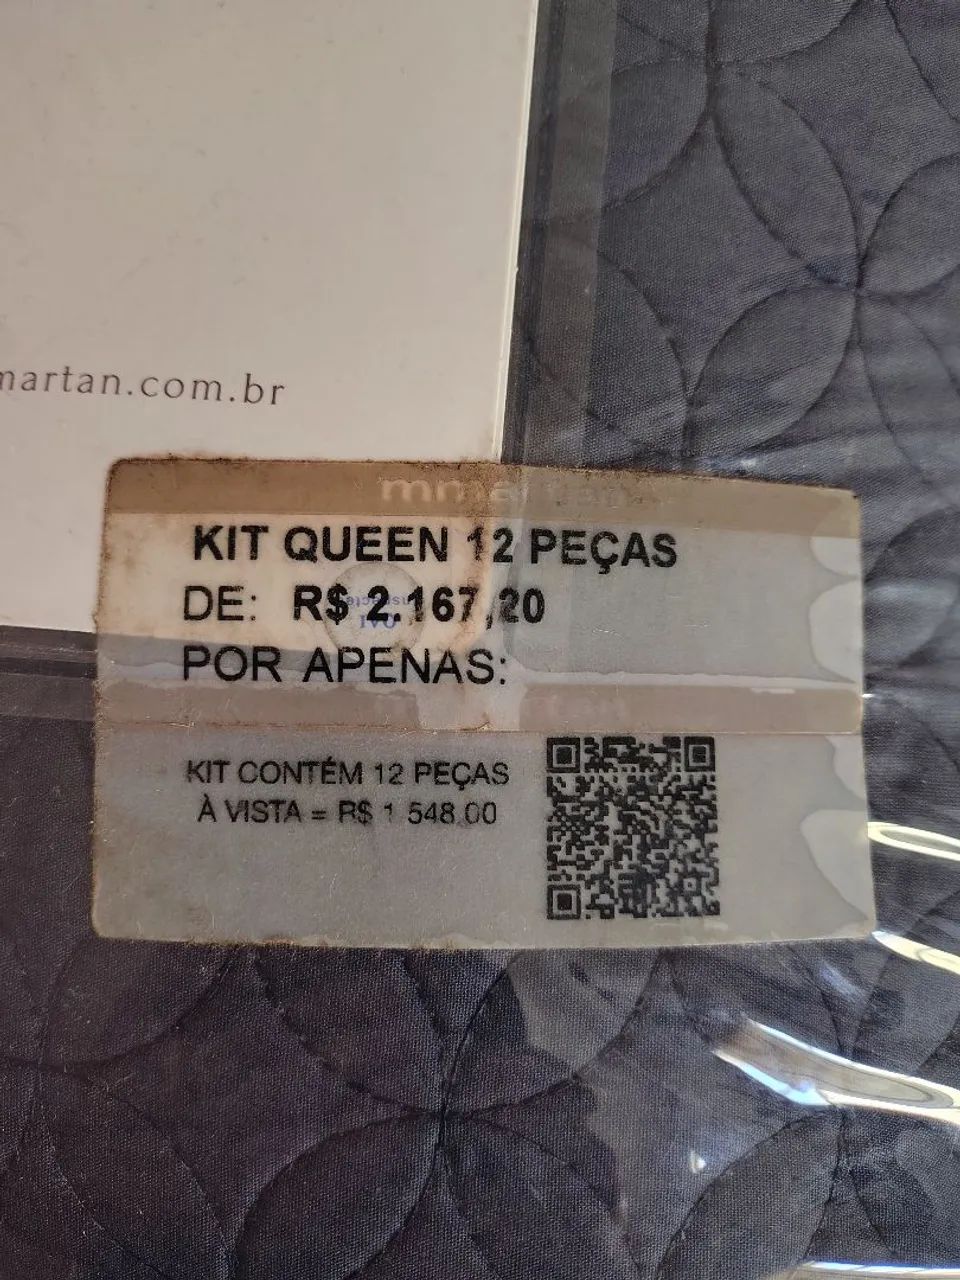 martan.com.br
mmartan
KIT QUEEN 12 PEÇAS
DE: R$ 2.167,20
POR APENAS:
KIT CONTÉM 12 PEÇAS
À VISTA = R$ 1 548,00